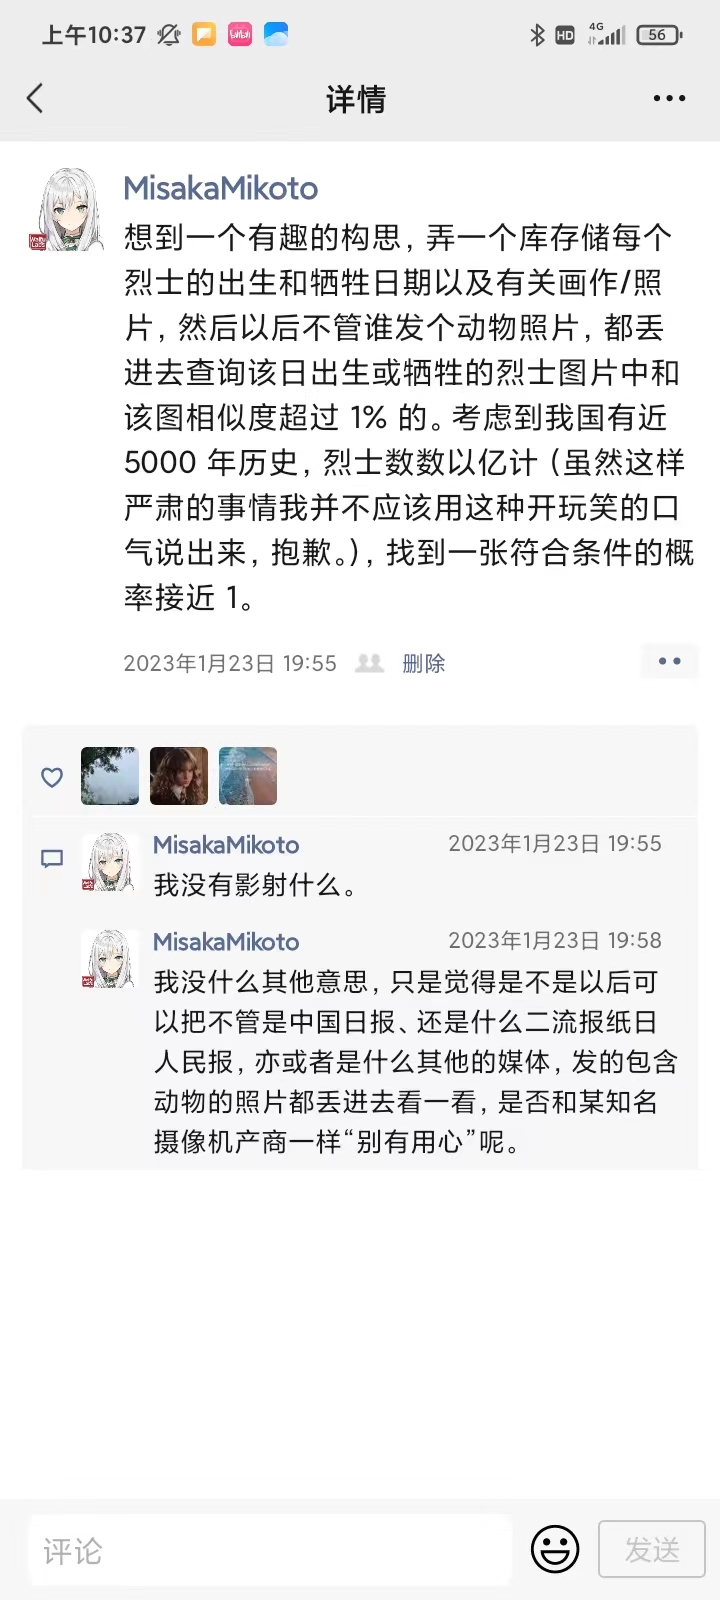 上午10:37
HD 4G 56
详情
MisakaMikoto
想到一个有趣的构思，弄一个库存储每个
烈士的出生和牺牲日期以及有关画作/照
片，然后以后不管谁发个动物照片，都丢
进去查询该日出生或牺牲的烈士图片中和
该图相似度超过 1% 的。考虑到我国有近
5000 年历史，烈士数数以亿计（虽然这样
严肃的事情我并不应该用这种开玩笑的口
气说出来，抱歉。），找到一张符合条件的概
率接近 1。
2023年1月23日 19:55 删除
MisakaMikoto 2023年1月23日 19:55
我没有影射什么。
MisakaMikoto 2023年1月23日 19:58
我没什么其他意思，只是觉得是不是以后可
以把不管是中国日报、还是什么二流报纸日
人民报，亦或者是什么其他的媒体，发的包含
动物的照片都丢进去看一看，是否和某知名
摄像机产商一样“别有用心”呢。
评论
发送